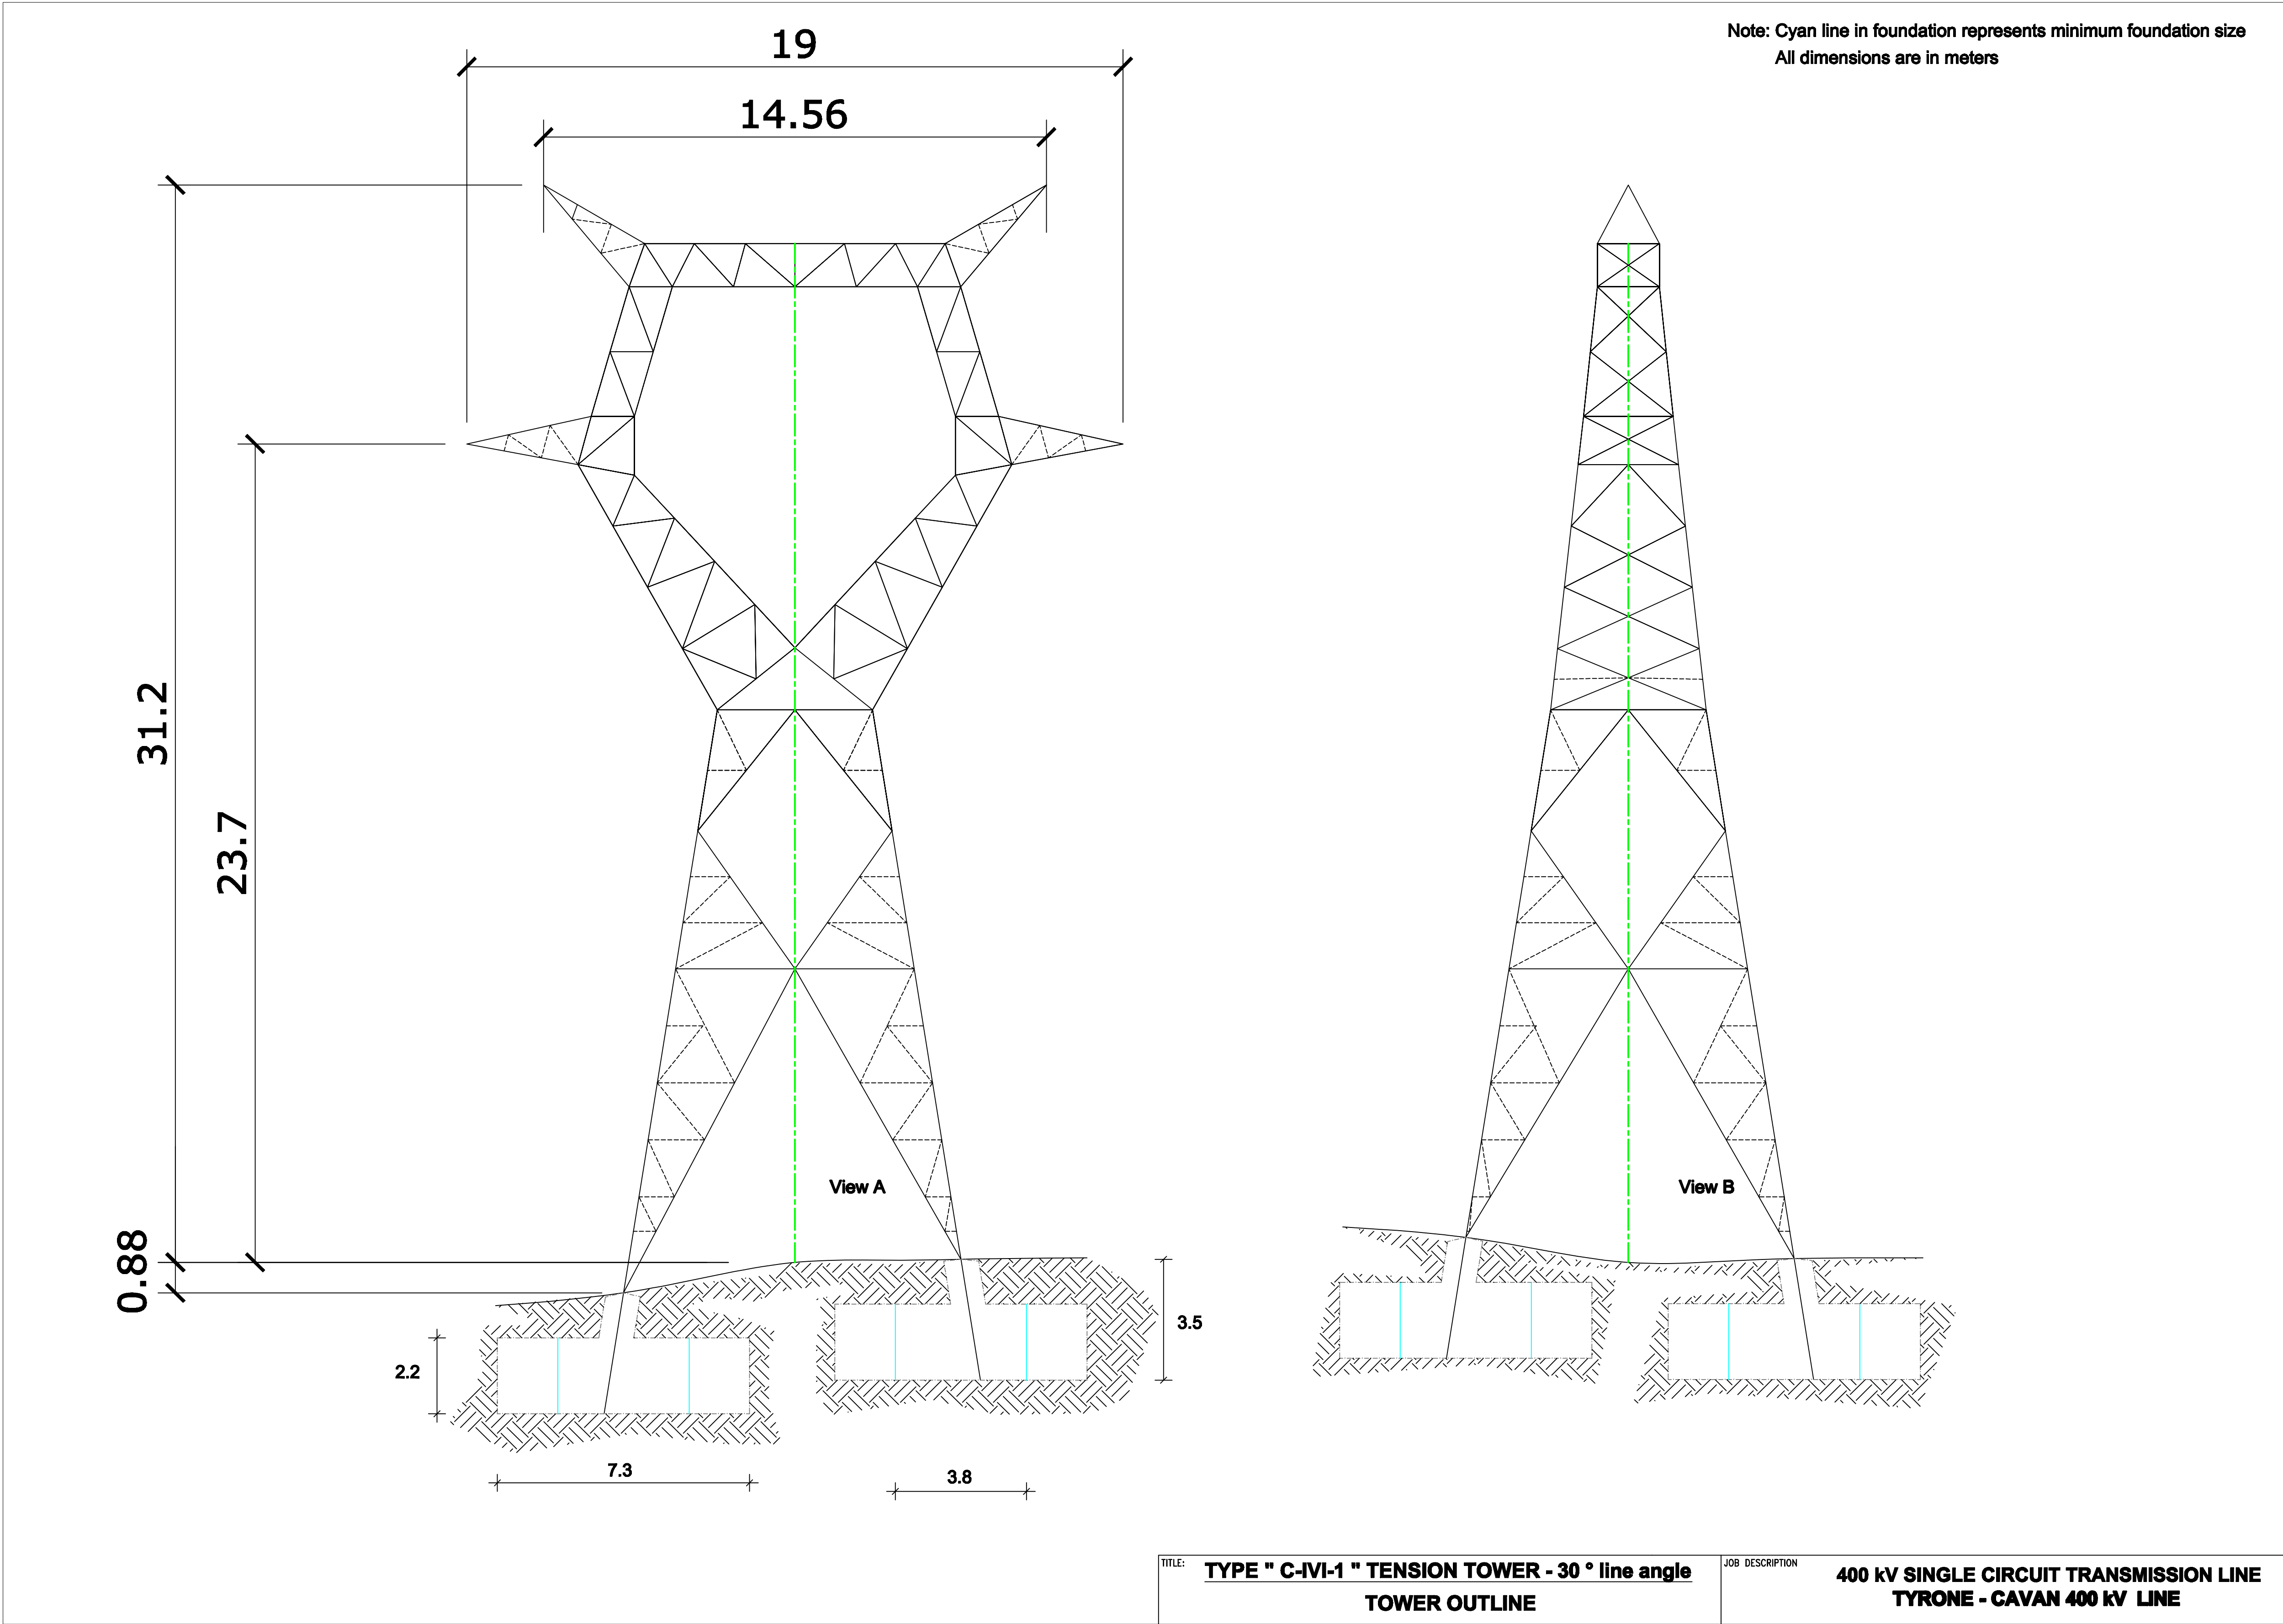 Note: Cyan line in foundation represents minimum foundation size
All dimensions are in meters
19
14.56
31.2
23.7
0.88
View A
View B
3.5
2.2
7.3
3.8
TITLE:
TYPE " C-IVI-1 " TENSION TOWER - 30 ° line angle
TOWER OUTLINE
JOB DESCRIPTION
400 kV SINGLE CIRCUIT TRANSMISSION LINE
TYRONE - CAVAN 400 kV LINE